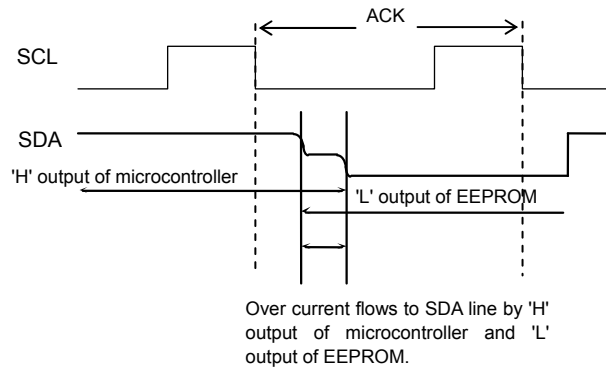 ACK
SCL
SDA
'H' output of microcontroller
'L' output of EEPROM
Over current flows to SDA line by 'H'
output of microcontroller and 'L'
output of EEPROM.